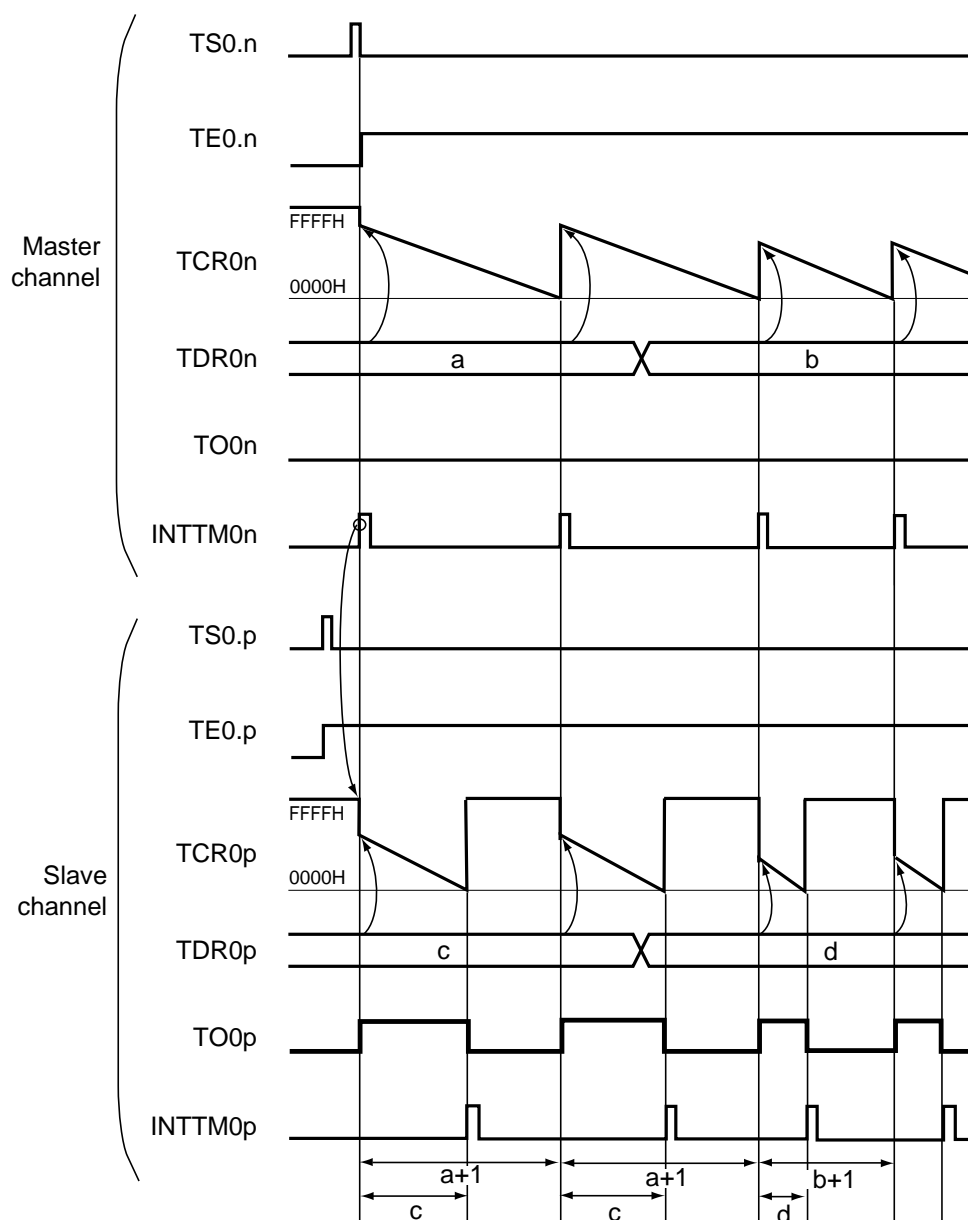 TS0.n
TE0.n
FFFFH
Master
channel
TCR0n
0000H
TDR0n
a
b
TO0n
INTTM0n
TS0.p
TE0.p
FFFFH
TCR0p
Slave
channel
0000H
TDR0p
c
d
TO0p
INTTM0p
a+1
a+1
b+1
c
c
d